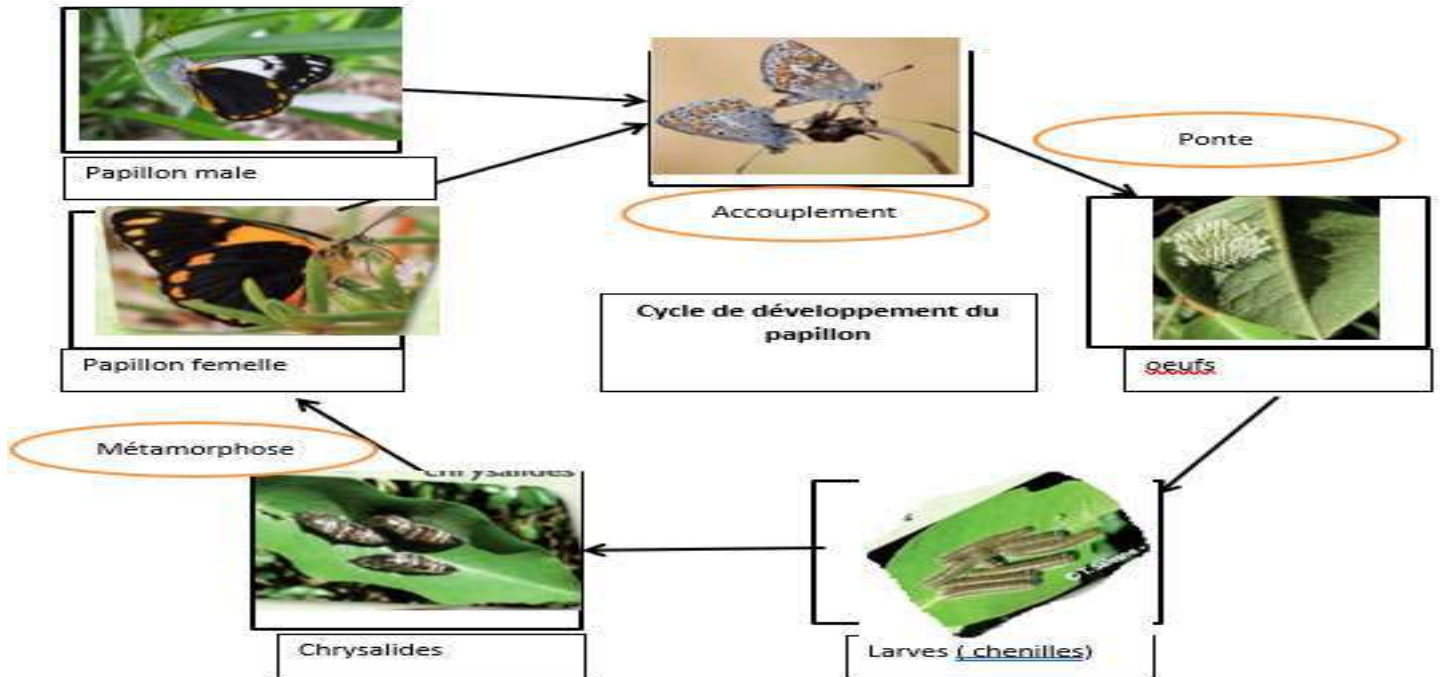 Papillon male
Accouplement
Ponte
Papillon femelle
Cycle de développement du
papillon
oeufs
Métamorphose
chrysalides
Chrysalides
Larves ( chenilles)